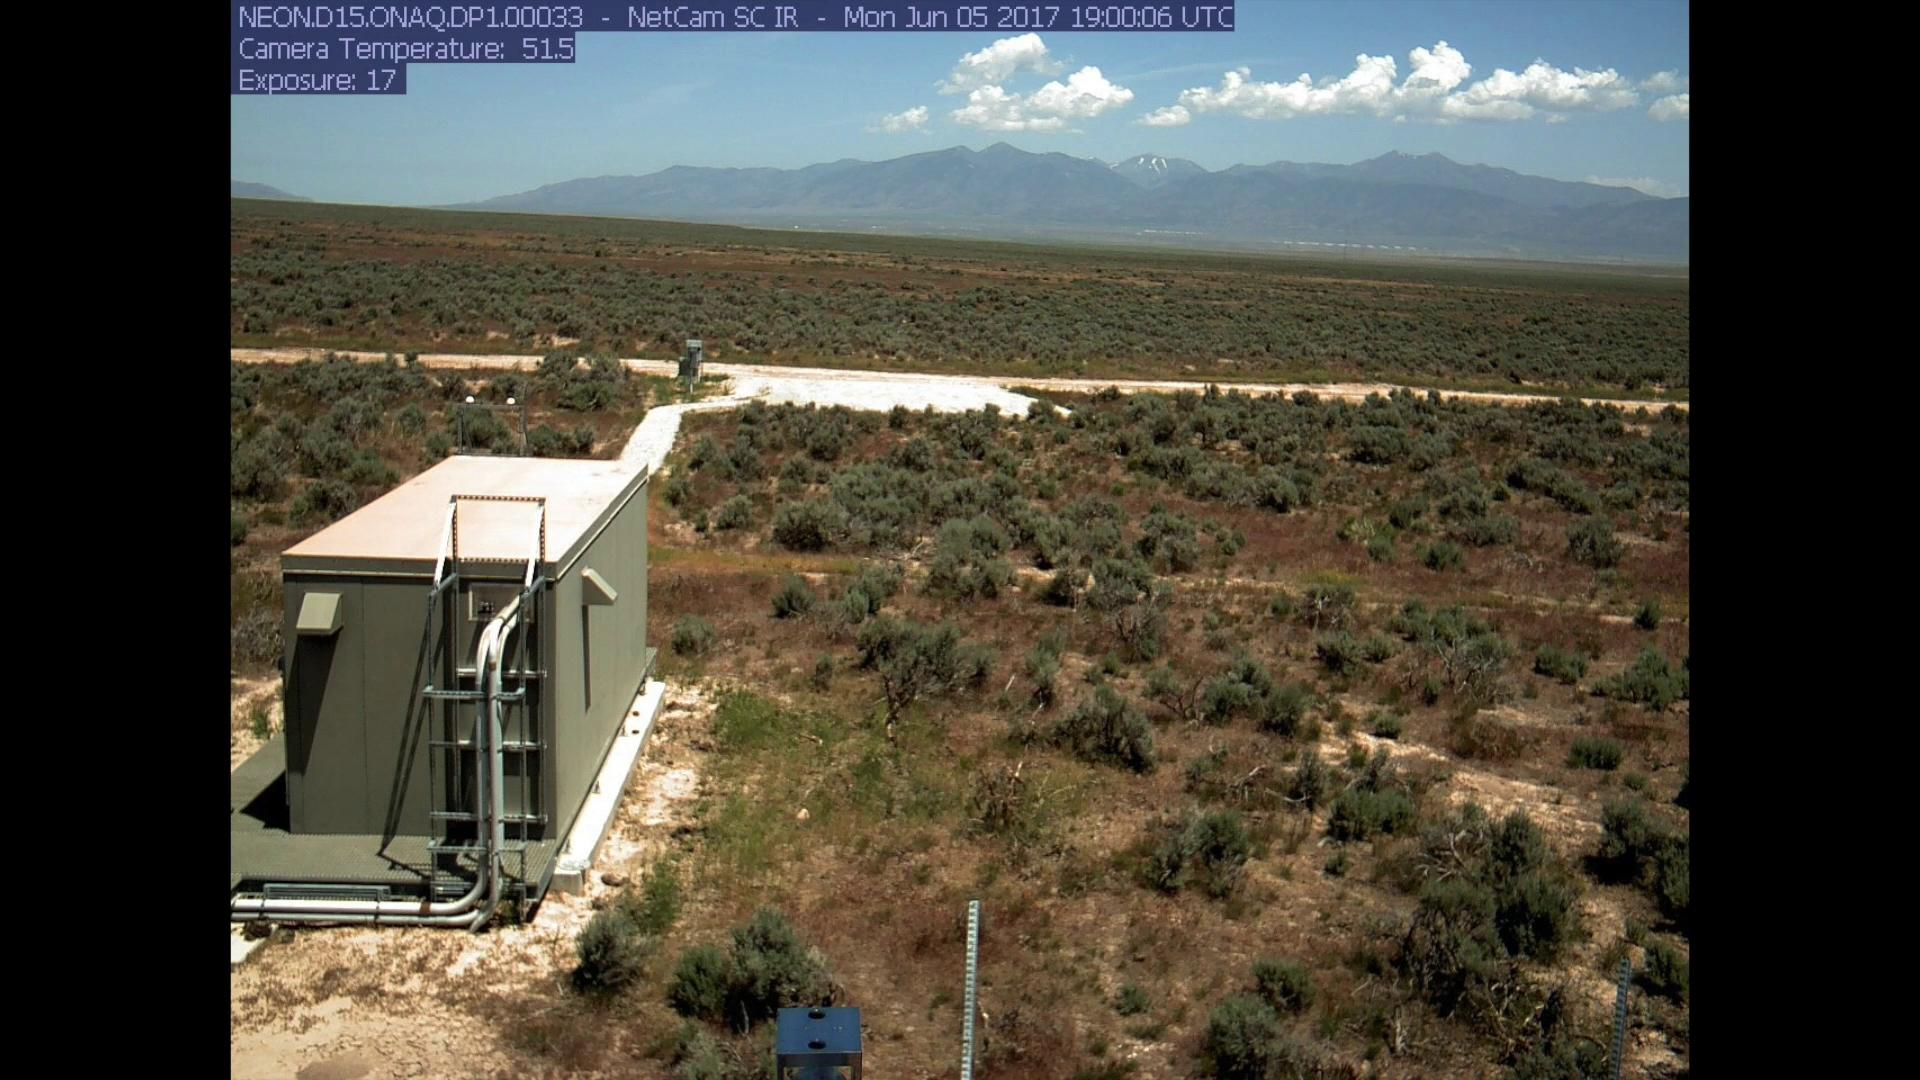 NEON.D15.ONAQ.DP1.00033 - NetCam SC IR - Mon Jun 05 2017 19:00:06 UTC
Camera Temperature: 51.5
Exposure: 17